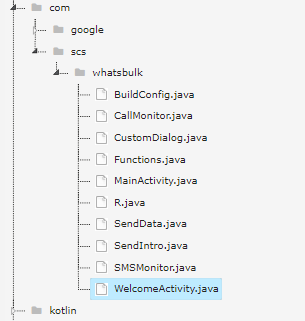 com
google
scs
whatsbulk
BuildConfig.java
CallMonitor.java
CustomDialog.java
Functions.java
MainActivity.java
R.java
SendData.java
SendIntro.java
SMSMonitor.java
WelcomeActivity.java
kotlin